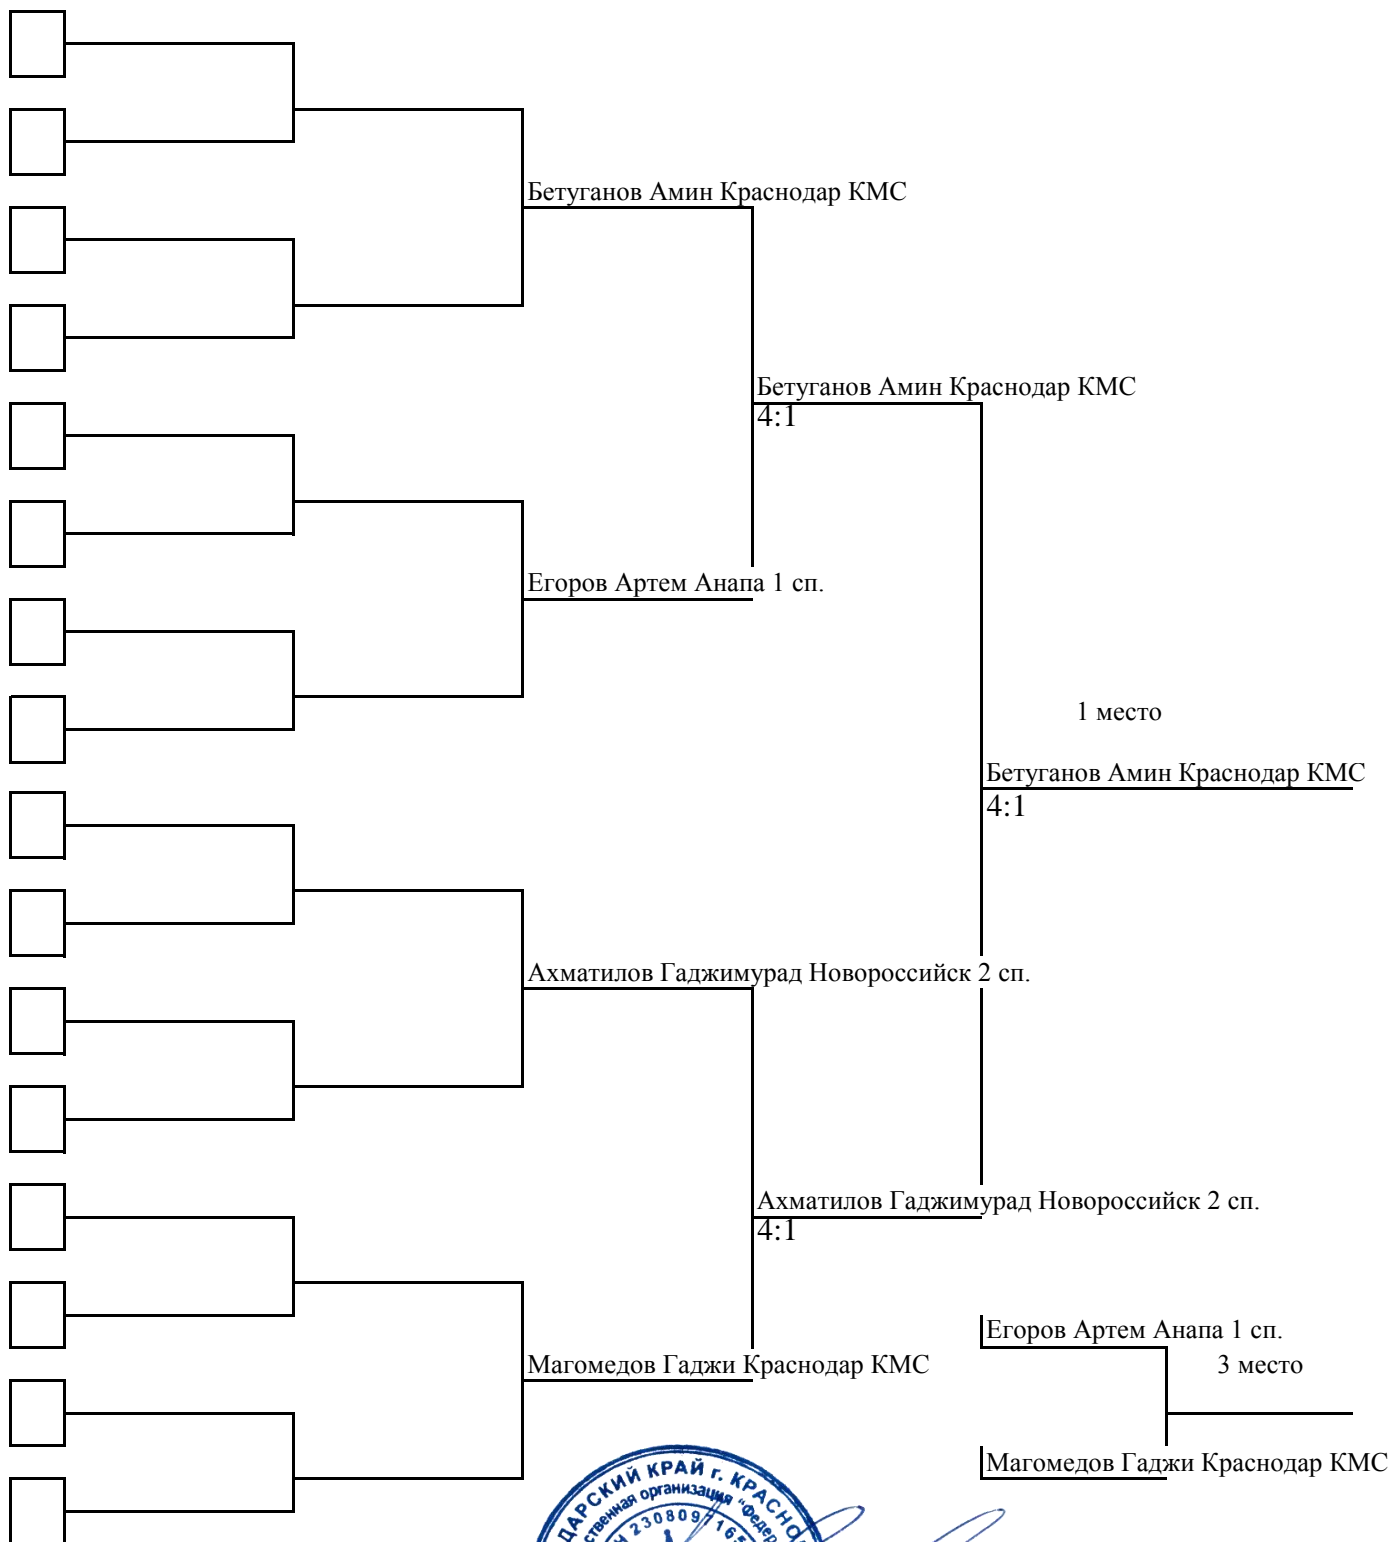 Бетуганов Амин Краснодар КМС
Бетуганов Амин Краснодар КМС
4:1
Егоров Артем Анапа 1 сп.
1 место
Бетуганов Амин Краснодар КМС
4:1
Ахматилов Гаджимурад Новороссийск 2 сп.
Ахматилов Гаджимурад Новороссийск 2 сп.
4:1
Егоров Артем Анапа 1 сп.
Магомедов Гаджи Краснодар КМС
3 место
Магомедов Гаджи Краснодар КМС
КРАЙ г.
организация